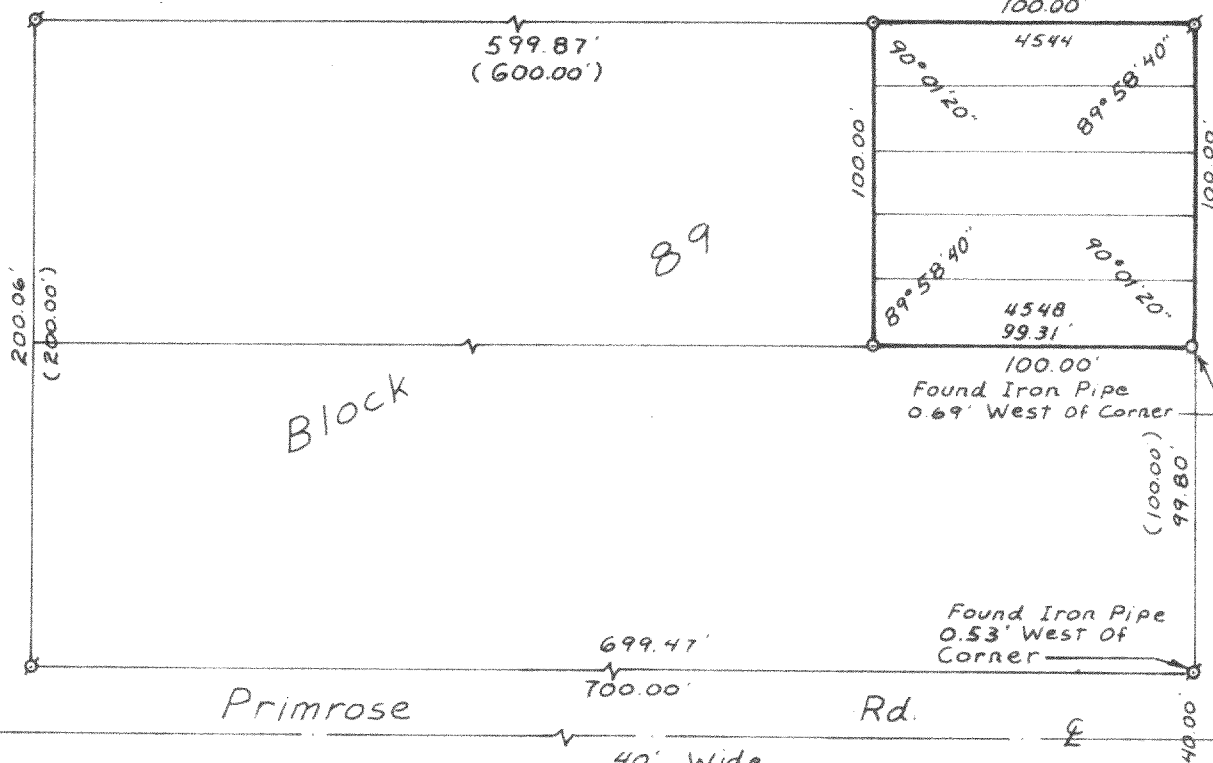 100.00'
599.87'
(600.00')
4544
90°01'20"
89°58'40"
100.00'
100.00'
89
200.06'
(200.00')
89°58'40"
90°01'20"
4548
99.31'
100.00'
Found Iron Pipe
0.69' West of Corner
Block
(100.00')
99.80'
Found Iron Pipe
0.53' West of
Corner
699.47'
700.00'
Primrose Rd.
℄
40.00'
40' Wide